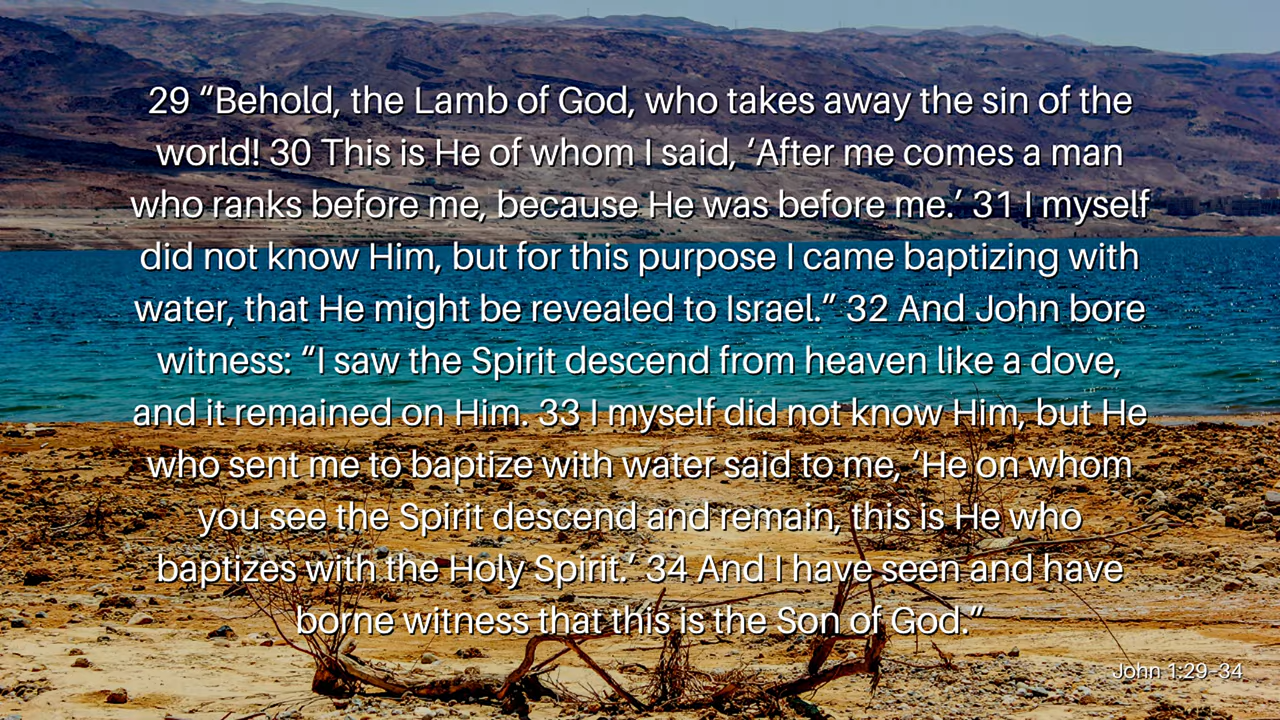 29 “Behold, the Lamb of God, who takes away the sin of the
world! 30 This is He of whom I said, ‘After me comes a man
who ranks before me, because He was before me.’ 31 I myself
did not know Him, but for this purpose I came baptizing with
water, that He might be revealed to Israel.” 32 And John bore
witness: “I saw the Spirit descend from heaven like a dove,
and it remained on Him. 33 I myself did not know Him, but He
who sent me to baptize with water said to me, ‘He on whom
you see the Spirit descend and remain, this is He who
baptizes with the Holy Spirit.’ 34 And I have seen and have
borne witness that this is the Son of God.”
John 1:29-34